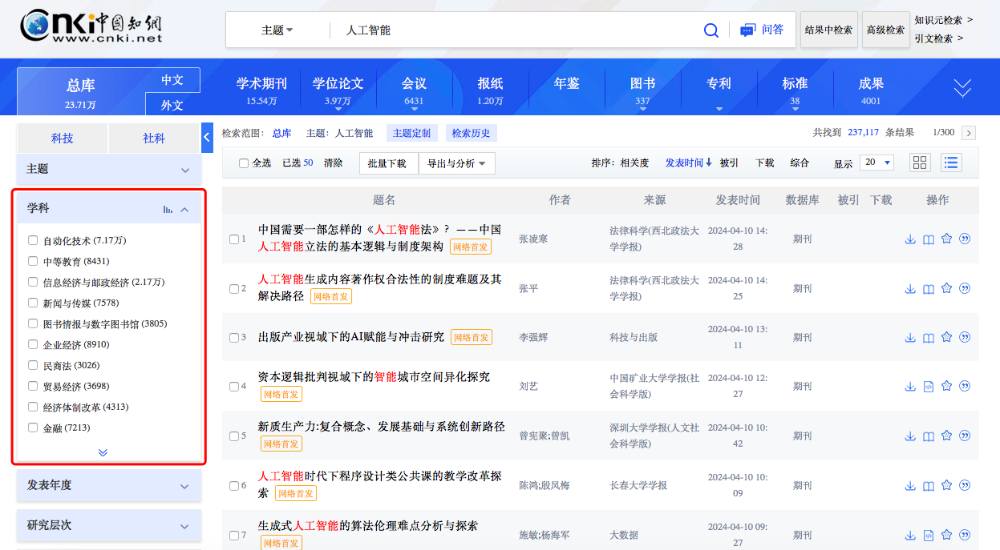 cnki中国知網
www.cnki.net
主题 人工智能 问答 结果中检索 高级检索 知识元检索 >
引文检索 >
总库 23.71万 中文 外文
学术期刊 15.54万
学位论文 3.97万
会议 6431
报纸 1.20万
年鉴
图书 337
专利
标准 38
成果 4001
科技 社科
检索范围: 总库 主题: 人工智能 主题定制 检索历史 共找到 237,117 条结果 1/300 >
全选 已选 50 清除 批量下载 导出与分析 排序: 相关度 发表时间↓ 被引 下载 综合 显示 20
主题
学科
自动化技术 (7.17万)
中等教育 (8431)
信息经济与邮政经济 (2.17万)
新闻与传媒 (7578)
图书情报与数字图书馆 (3805)
企业经济 (8910)
民商法 (3026)
贸易经济 (3698)
经济体制改革 (4313)
金融 (7213)
发表年度
研究层次
题名 作者 来源 发表时间 数据库 被引 下载 操作
1 中国需要一部怎样的《人工智能法》? ——中国
人工智能立法的基本逻辑与制度架构 网络首发
张凌寒
法律科学(西北政法大
学学报)
2024-04-10 14:
28
期刊
2 人工智能生成内容著作权合法性的制度难题及其
解决路径 网络首发
张平
法律科学(西北政法大
学学报)
2024-04-10 14:
25
期刊
3 出版产业视域下的AI赋能与冲击研究 网络首发
李强辉
科技与出版
2024-04-10 13:
11
期刊
4 资本逻辑批判视域下的智能城市空间异化探究
网络首发
刘艺
中国矿业大学学报(社
会科学版)
2024-04-10 12:
27
期刊
5 新质生产力:复合概念、发展基础与系统创新路径
网络首发
曾宪聚;曾凯
深圳大学学报(人文社
会科学版)
2024-04-10 10:
42
期刊
6 人工智能时代下程序设计类公共课的教学改革探
索 网络首发
陈鸿;殷凤梅
长春大学学报
2024-04-10 10:
09
期刊
7 生成式人工智能的算法伦理难点分析与探索
网络首发
施敏;杨海军
大数据
2024-04-10 09:
27
期刊